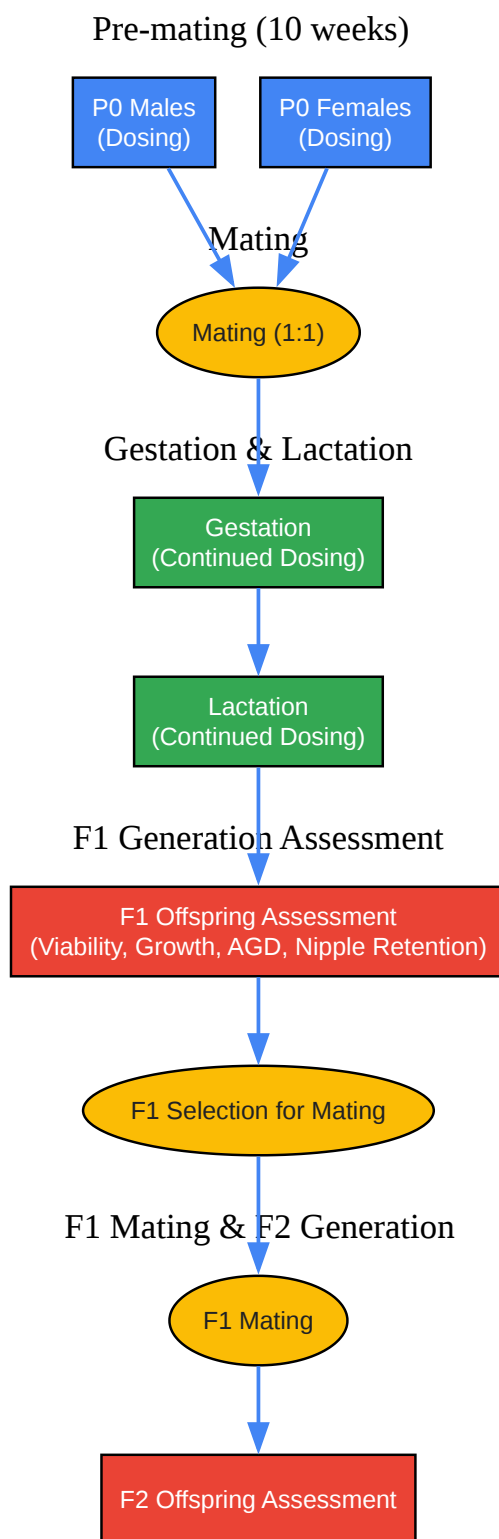 Pre-mating (10 weeks)
P0 Males
(Dosing)
P0 Females
(Dosing)
Mating
Mating (1:1)
Gestation & Lactation
Gestation
(Continued Dosing)
Lactation
(Continued Dosing)
F1 Generation Assessment
F1 Offspring Assessment
(Viability, Growth, AGD, Nipple Retention)
F1 Selection for Mating
F1 Mating & F2 Generation
F1 Mating
F2 Offspring Assessment